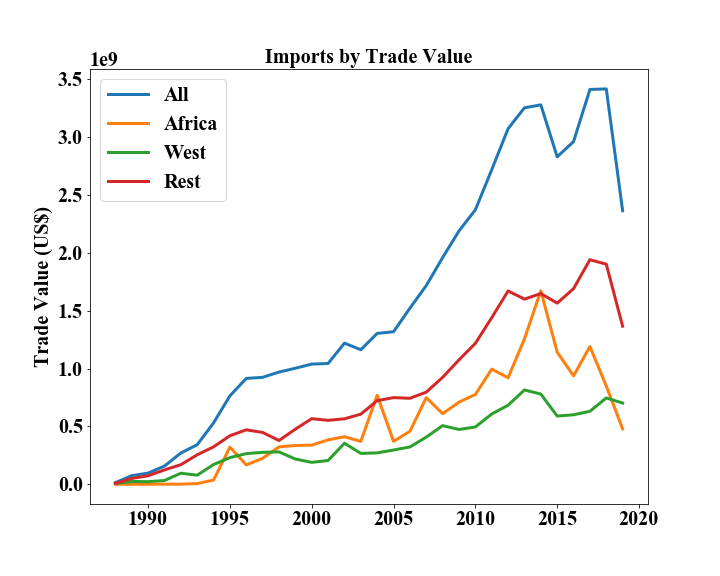 Imports by Trade Value
1e9
3.5
3.0
2.5
2.0
1.5
1.0
0.5
0.0
Trade Value (US$)
All
Africa
West
Rest
1990 1995 2000 2005 2010 2015 2020